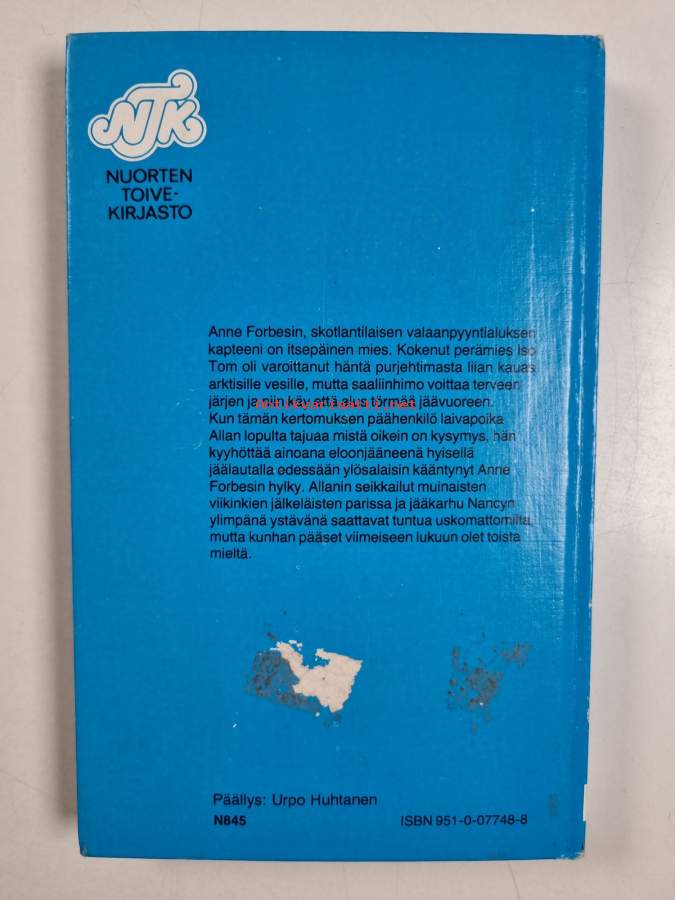 NTK
NUORTEN
TOIVE-
KIRJASTO
Anne Forbesin, skotlantilaisen valaanpyyntialuksen
kapteeni on itsepäinen mies. Kokenut perämies Iso
Tom oli varoittanut häntä purjehtimasta liian kauas
arktisille vesille, mutta saaliinhimo voittaa terveen
järjen ja niin käy että alus törmää jäävuoreen.
Kun tämän kertomuksen päähenkilö laivapoika
Allan lopulta tajuaa mistä oikein on kysymys, hän
kyyhöttää ainoana eloonjääneenä hyisellä
jäälautalla edessään ylösalaisin kääntynyt Anne
Forbesin hylky. Allanin seikkailut muinaisten
viikinkien jälkeläisten parissa ja jääkarhu Nancyn
ylimpänä ystävänä saattavat tuntua uskomattomilta,
mutta kunhan pääset viimeiseen lukuun olet toista
mieltä.
Päällys: Urpo Huhtanen
N845 ISBN 951-0-07748-8